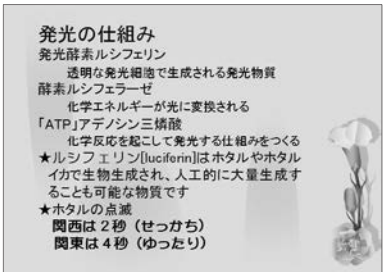 発光の仕組み
発光酵素ルシフェリン
透明な発光細胞で生成される発光物質
酵素ルシフェラーゼ
化学エネルギーが光に変換される
「ATP」アデノシン三燐酸
化学反応を起こして発光する仕組みをつくる
★ルシフェリン[luciferin]はホタルやホタル
イカで生物生成され、人工的に大量生成す
ることも可能な物質です
★ホタルの点滅
関西は2秒（せっかち）
関東は4秒（ゆったり）